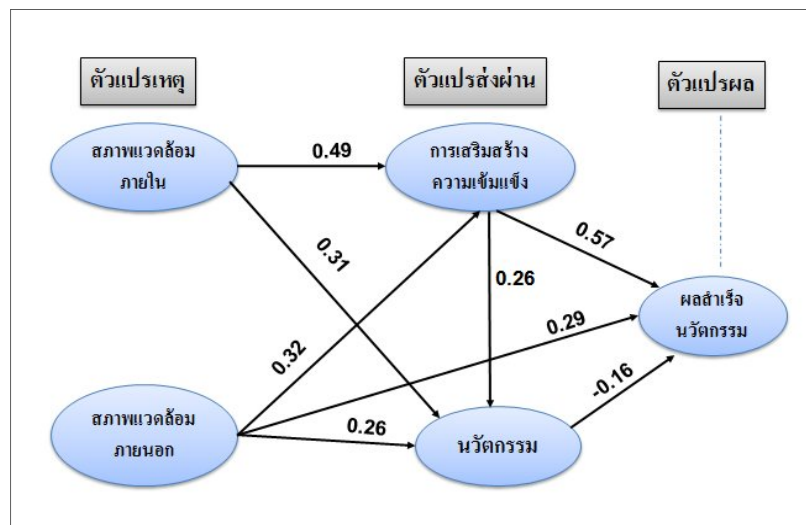 ตัวแปรเหตุ
ตัวแปรส่งผ่าน
ตัวแปรผล
สภาพแวดล้อม
ภายใน
0.49
การเสริมสร้าง
ความเข้มแข็ง
0.31
0.57
0.26
ผลสำเร็จ
นวัตกรรม
0.29
0.32
-0.16
สภาพแวดล้อม
ภายนอก
0.26
นวัตกรรม